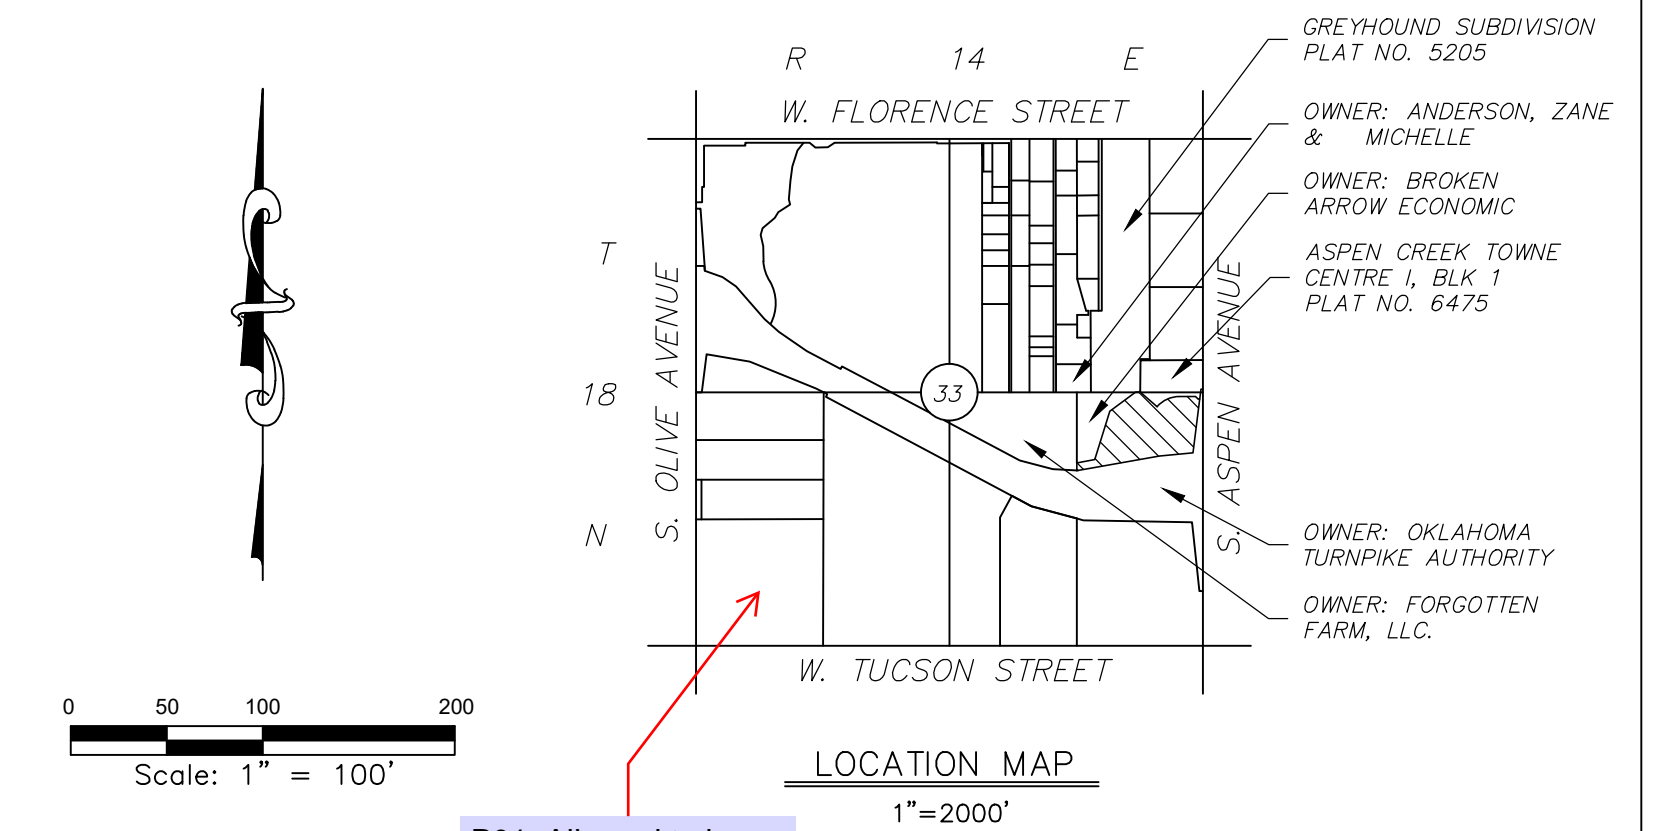 R 14 E
W. FLORENCE STREET
GREYHOUND SUBDIVISION
PLAT NO. 5205
OWNER: ANDERSON, ZANE
& MICHELLE
OWNER: BROKEN
ARROW ECONOMIC
ASPEN CREEK TOWNE
CENTRE I, BLK 1
PLAT NO. 6475
T
18
N
S. OLIVE AVENUE
33
S. ASPEN AVENUE
OWNER: OKLAHOMA
TURNPIKE AUTHORITY
OWNER: FORGOTTEN
FARM, LLC.
W. TUCSON STREET
0 50 100 200
Scale: 1" = 100'
LOCATION MAP
1"=2000'